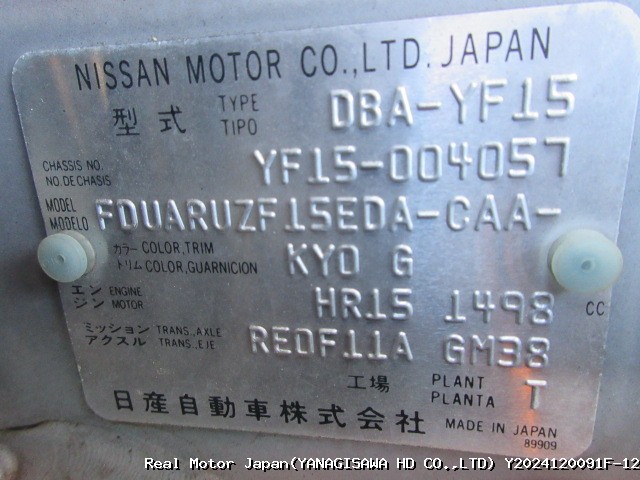 NISSAN MOTOR CO.,LTD. JAPAN
型式 TYPE TIPO DBA-YF15
CHASSIS NO. NO.DE CHASIS YF15-004057
MODEL MODELO FDUARUZF15EDA-CAA-
カラー COLOR,TRIM
トリム COLOR,GUARNICION KYO G
エンジン ENGINE MOTOR HR15 1498 CC
ミッション TRANS.,AXLE
アクスル TRANS.,EJE RE0F11A GM38
工場 PLANT PLANTA T
日産自動車株式会社 MADE IN JAPAN
89909
Real Motor Japan(YANAGISAWA HD CO.,LTD) Y2024120091F-12